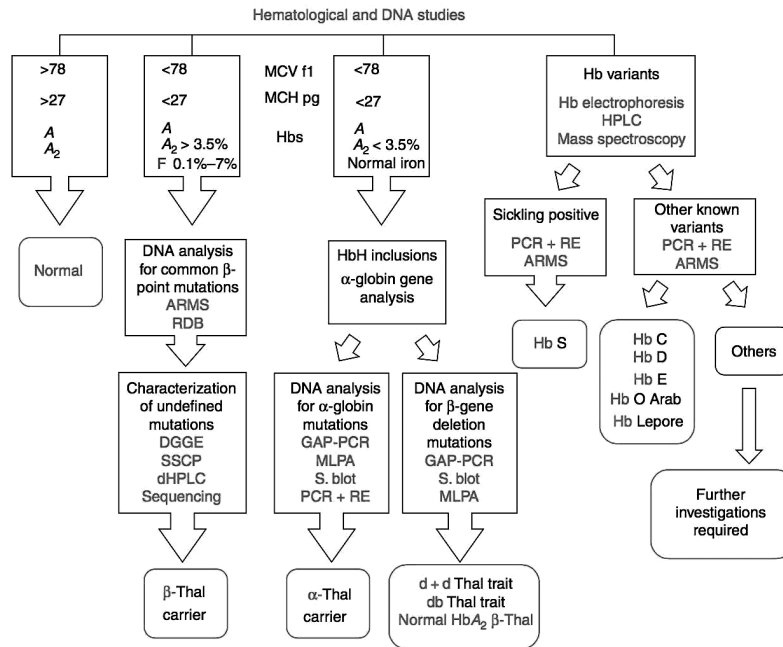 Hematological and DNA studies
>78
>27
A
A₂
<78
<27
A
A₂ > 3.5%
F 0.1%–7%
MCV f1
MCH pg
Hbs
<78
<27
A
A₂ < 3.5%
Normal iron
Hb variants
Hb electrophoresis
HPLC
Mass spectroscopy
Normal
DNA analysis
for common β-
point mutations
ARMS
RDB
HbH inclusions
α-globin gene
analysis
Sickling positive
PCR + RE
ARMS
Other known
variants
PCR + RE
ARMS
Hb S
Hb C
Hb D
Hb E
Hb O Arab
Hb Lepore
Others
Characterization
of undefined
mutations
DGGE
SSCP
dHPLC
Sequencing
DNA analysis
for α-globin
mutations
GAP-PCR
MLPA
S. blot
PCR + RE
DNA analysis
for β-gene
deletion
mutations
GAP-PCR
S. blot
MLPA
Further
investigations
required
β-Thal
carrier
α-Thal
carrier
d + d Thal trait
db Thal trait
Normal HbA₂ β-Thal